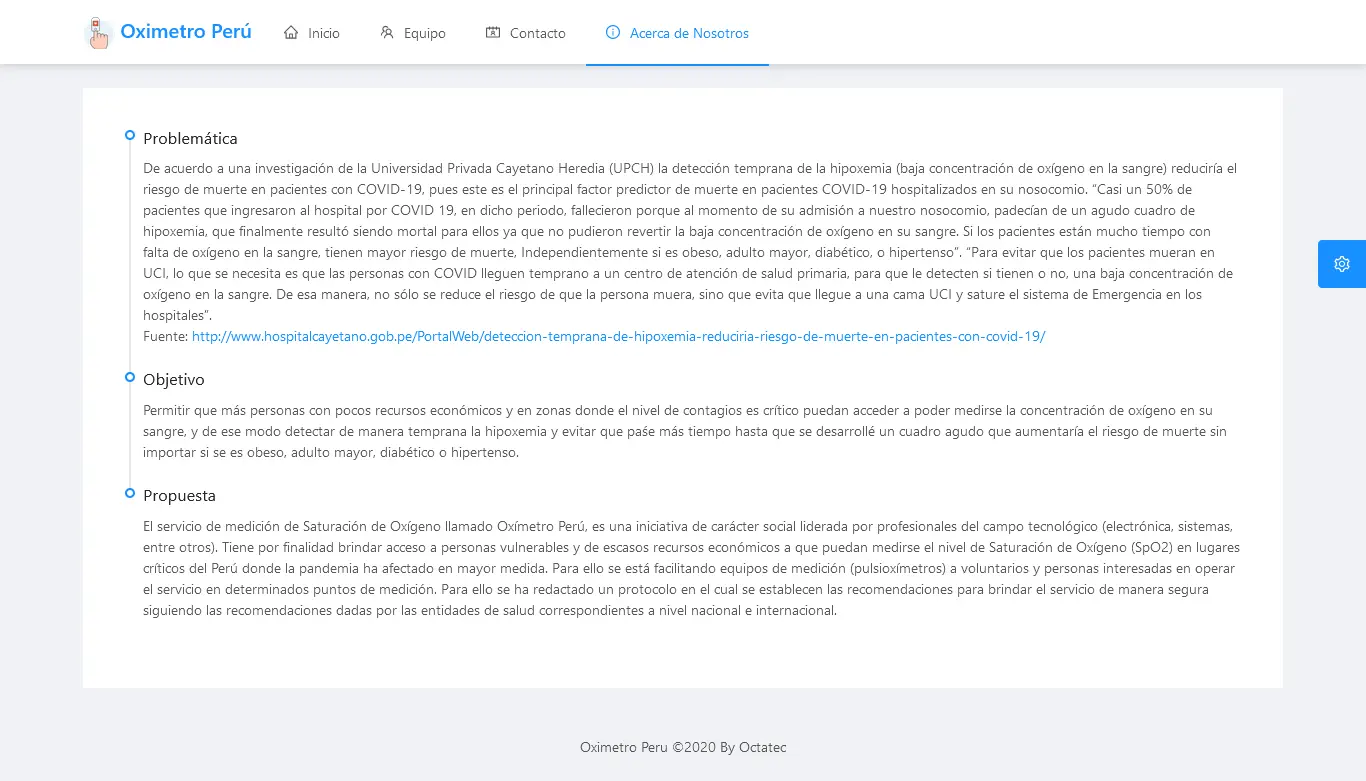 Oximetro Perú
Inicio
Equipo
Contacto
Acerca de Nosotros
Problemática
De acuerdo a una investigación de la Universidad Privada Cayetano Heredia (UPCH) la detección temprana de la hipoxemia (baja concentración de oxígeno en la sangre) reduciría el
riesgo de muerte en pacientes con COVID-19, pues este es el principal factor predictor de muerte en pacientes COVID-19 hospitalizados en su nosocomio. “Casi un 50% de
pacientes que ingresaron al hospital por COVID 19, en dicho periodo, fallecieron porque al momento de su admisión a nuestro nosocomio, padecían de un agudo cuadro de
hipoxemia, que finalmente resultó siendo mortal para ellos ya que no pudieron revertir la baja concentración de oxígeno en su sangre. Si los pacientes están mucho tiempo con
falta de oxígeno en la sangre, tienen mayor riesgo de muerte, Independientemente si es obeso, adulto mayor, diabético, o hipertenso”. “Para evitar que los pacientes mueran en
UCI, lo que se necesita es que las personas con COVID lleguen temprano a un centro de atención de salud primaria, para que le detecten si tienen o no, una baja concentración de
oxígeno en la sangre. De esa manera, no sólo se reduce el riesgo de que la persona muera, sino que evita que llegue a una cama UCI y sature el sistema de Emergencia en los
hospitales”.
Fuente: http://www.hospitalcayetano.gob.pe/PortalWeb/deteccion-temprana-de-hipoxemia-reduciria-riesgo-de-muerte-en-pacientes-con-covid-19/
Objetivo
Permitir que más personas con pocos recursos económicos y en zonas donde el nivel de contagios es crítico puedan acceder a poder medirse la concentración de oxígeno en su
sangre, y de ese modo detectar de manera temprana la hipoxemia y evitar que paśe más tiempo hasta que se desarrollé un cuadro agudo que aumentaría el riesgo de muerte sin
importar si se es obeso, adulto mayor, diabético o hipertenso.
Propuesta
El servicio de medición de Saturación de Oxígeno llamado Oxímetro Perú, es una iniciativa de carácter social liderada por profesionales del campo tecnológico (electrónica, sistemas,
entre otros). Tiene por finalidad brindar acceso a personas vulnerables y de escasos recursos económicos a que puedan medirse el nivel de Saturación de Oxígeno (SpO2) en lugares
críticos del Perú donde la pandemia ha afectado en mayor medida. Para ello se está facilitando equipos de medición (pulsioxímetros) a voluntarios y personas interesadas en operar
el servicio en determinados puntos de medición. Para ello se ha redactado un protocolo en el cual se establecen las recomendaciones para brindar el servicio de manera segura
siguiendo las recomendaciones dadas por las entidades de salud correspondientes a nivel nacional e internacional.
Oximetro Peru ©2020 By Octatec